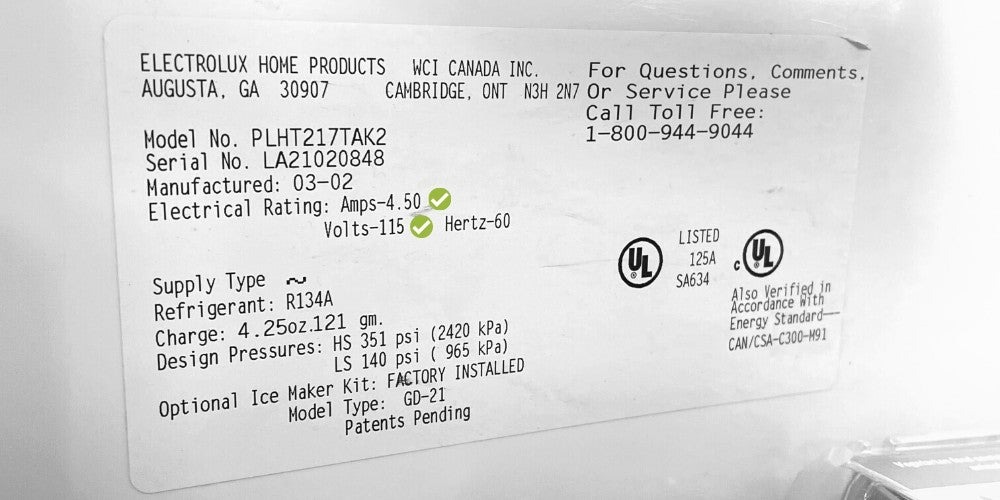 ELECTROLUX HOME PRODUCTS WCI CANADA INC.
AUGUSTA, GA 30907 CAMBRIDGE, ONT N3H 2N7
For Questions, Comments,
Or Service Please
Call Toll Free:
1-800-944-9044
Model No. PLHT217TAK2
Serial No. LA21020848
Manufactured: 03-02
Electrical Rating: Amps-4.50
Volts-115 Hertz-60
Supply Type ~
Refrigerant: R134A
Charge: 4.25oz.121 gm.
Design Pressures: HS 351 psi (2420 kPa)
LS 140 psi ( 965 kPa)
Optional Ice Maker Kit: FACTORY INSTALLED
Model Type: GD-21
Patents Pending
UL ®
LISTED
125A
SA634
c UL ®
Also Verified in
Accordance With
Energy Standard—
CAN/CSA-C300-M91